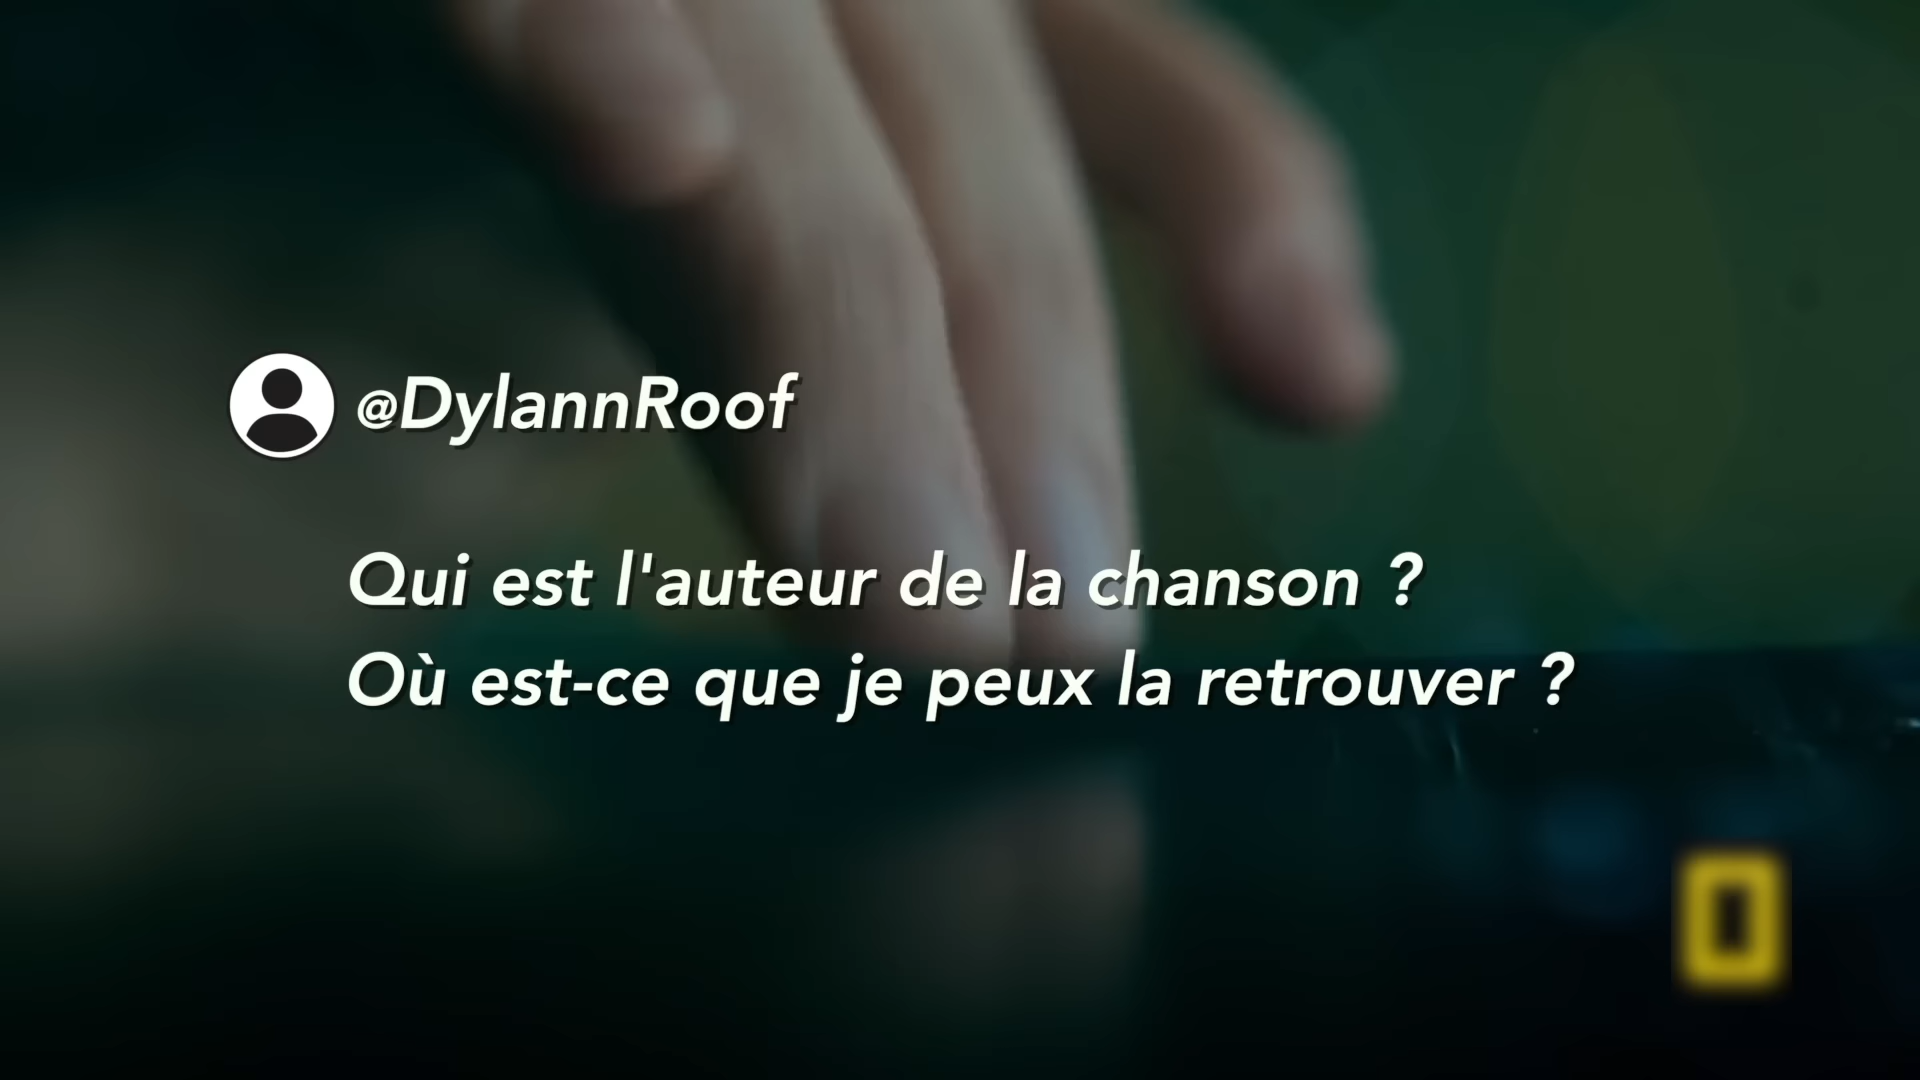 @DylannRoof
Qui est l'auteur de la chanson ?
Où est-ce que je peux la retrouver ?